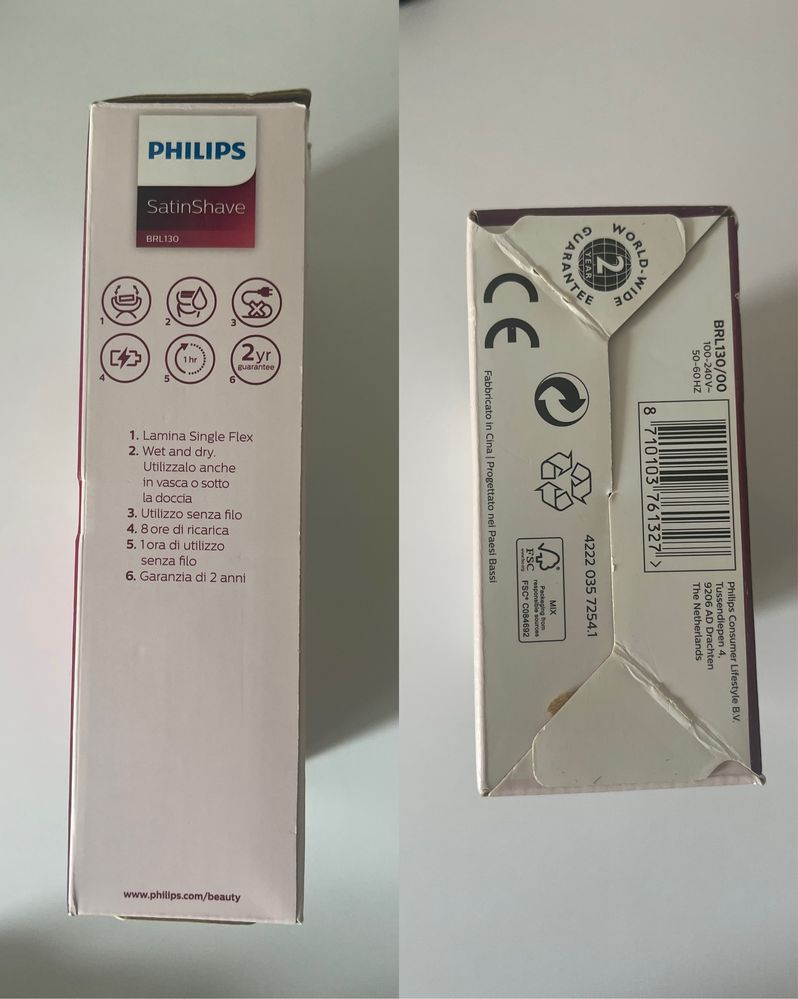 PHILIPS
SatinShave
BRL130
1
2
3
4
5
1 hr
6
2yr
guarantee
1. Lamina Single Flex
2. Wet and dry.
Utilizzalo anche
in vasca o sotto
la doccia
3. Utilizzo senza filo
4. 8 ore di ricarica
5. 1 ora di utilizzo
senza filo
6. Garanzia di 2 anni
www.philips.com/beauty
WORLD-WIDE
2
YEAR
GUARANTEE
CE
BRL130/00
100-240V~
50-60HZ
8 710103 761327 >
Fabbricato in Cina | Progettato nei Paesi Bassi
4222 035 7254.1
FSC
www.fsc.org
MIX
Packaging from
responsible sources
FSC® C084692
Philips Consumer Lifestyle B.V.
Tussendiepen 4,
9206 AD Drachten
The Netherlands